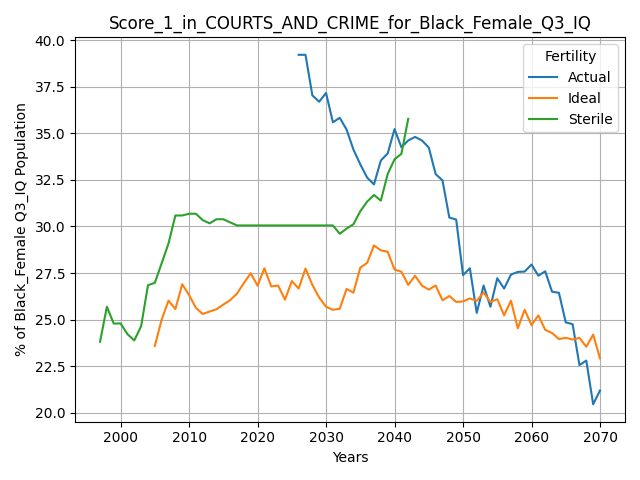 Score_1_in_COURTS_AND_CRIME_for_Black_Female_Q3_IQ
Fertility
Actual
Ideal
Sterile
% of Black_Female Q3_IQ Population
40.0
37.5
35.0
32.5
30.0
27.5
25.0
22.5
20.0
2000 2010 2020 2030 2040 2050 2060 2070
Years